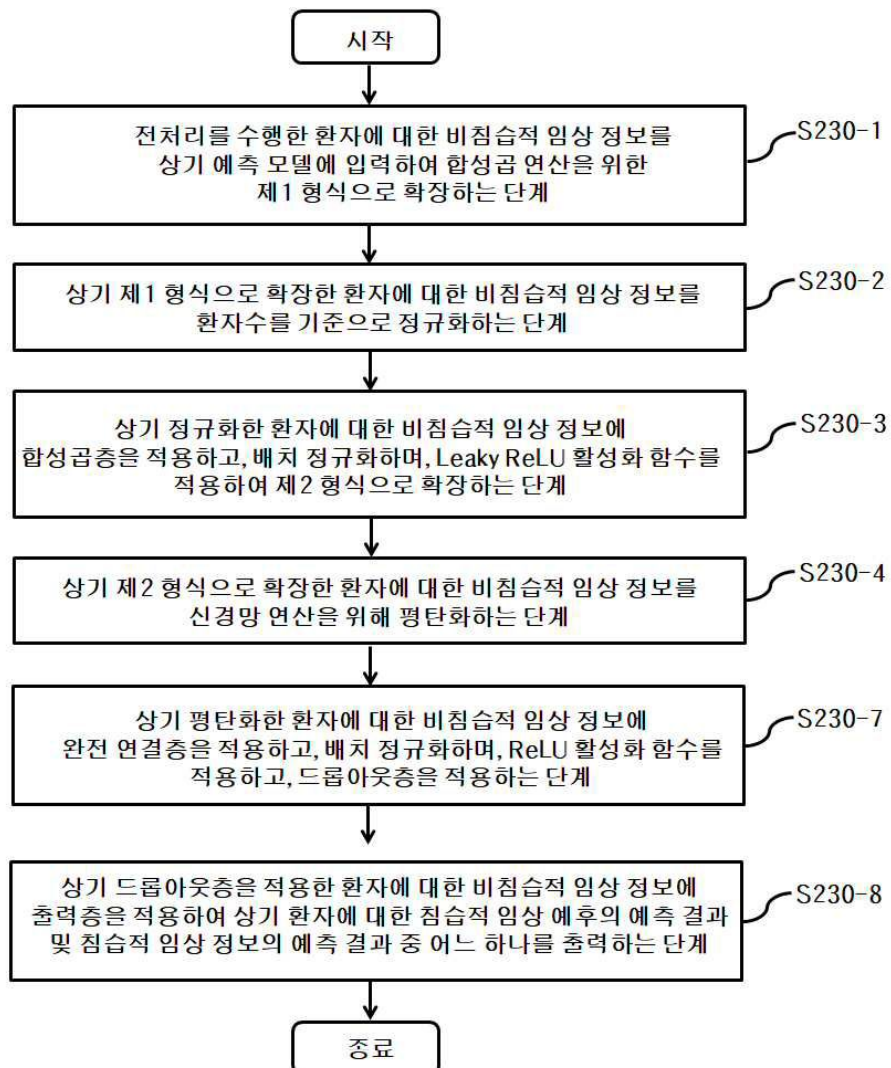 시작
전처리를 수행한 환자에 대한 비침습적 임상 정보를
상기 예측 모델에 입력하여 합성곱 연산을 위한
제1 형식으로 확장하는 단계
S230-1
상기 제1 형식으로 확장한 환자에 대한 비침습적 임상 정보를
환자수를 기준으로 정규화하는 단계
S230-2
상기 정규화한 환자에 대한 비침습적 임상 정보에
합성곱층을 적용하고, 배치 정규화하며, Leaky ReLU 활성화 함수를
적용하여 제2 형식으로 확장하는 단계
S230-3
상기 제2 형식으로 확장한 환자에 대한 비침습적 임상 정보를
신경망 연산을 위해 평탄화하는 단계
S230-4
상기 평탄화한 환자에 대한 비침습적 임상 정보에
완전 연결층을 적용하고, 배치 정규화하며, ReLU 활성화 함수를
적용하고, 드롭아웃층을 적용하는 단계
S230-7
상기 드롭아웃층을 적용한 환자에 대한 비침습적 임상 정보에
출력층을 적용하여 상기 환자에 대한 침습적 임상 예후의 예측 결과
및 침습적 임상 정보의 예측 결과 중 어느 하나를 출력하는 단계
S230-8
종료